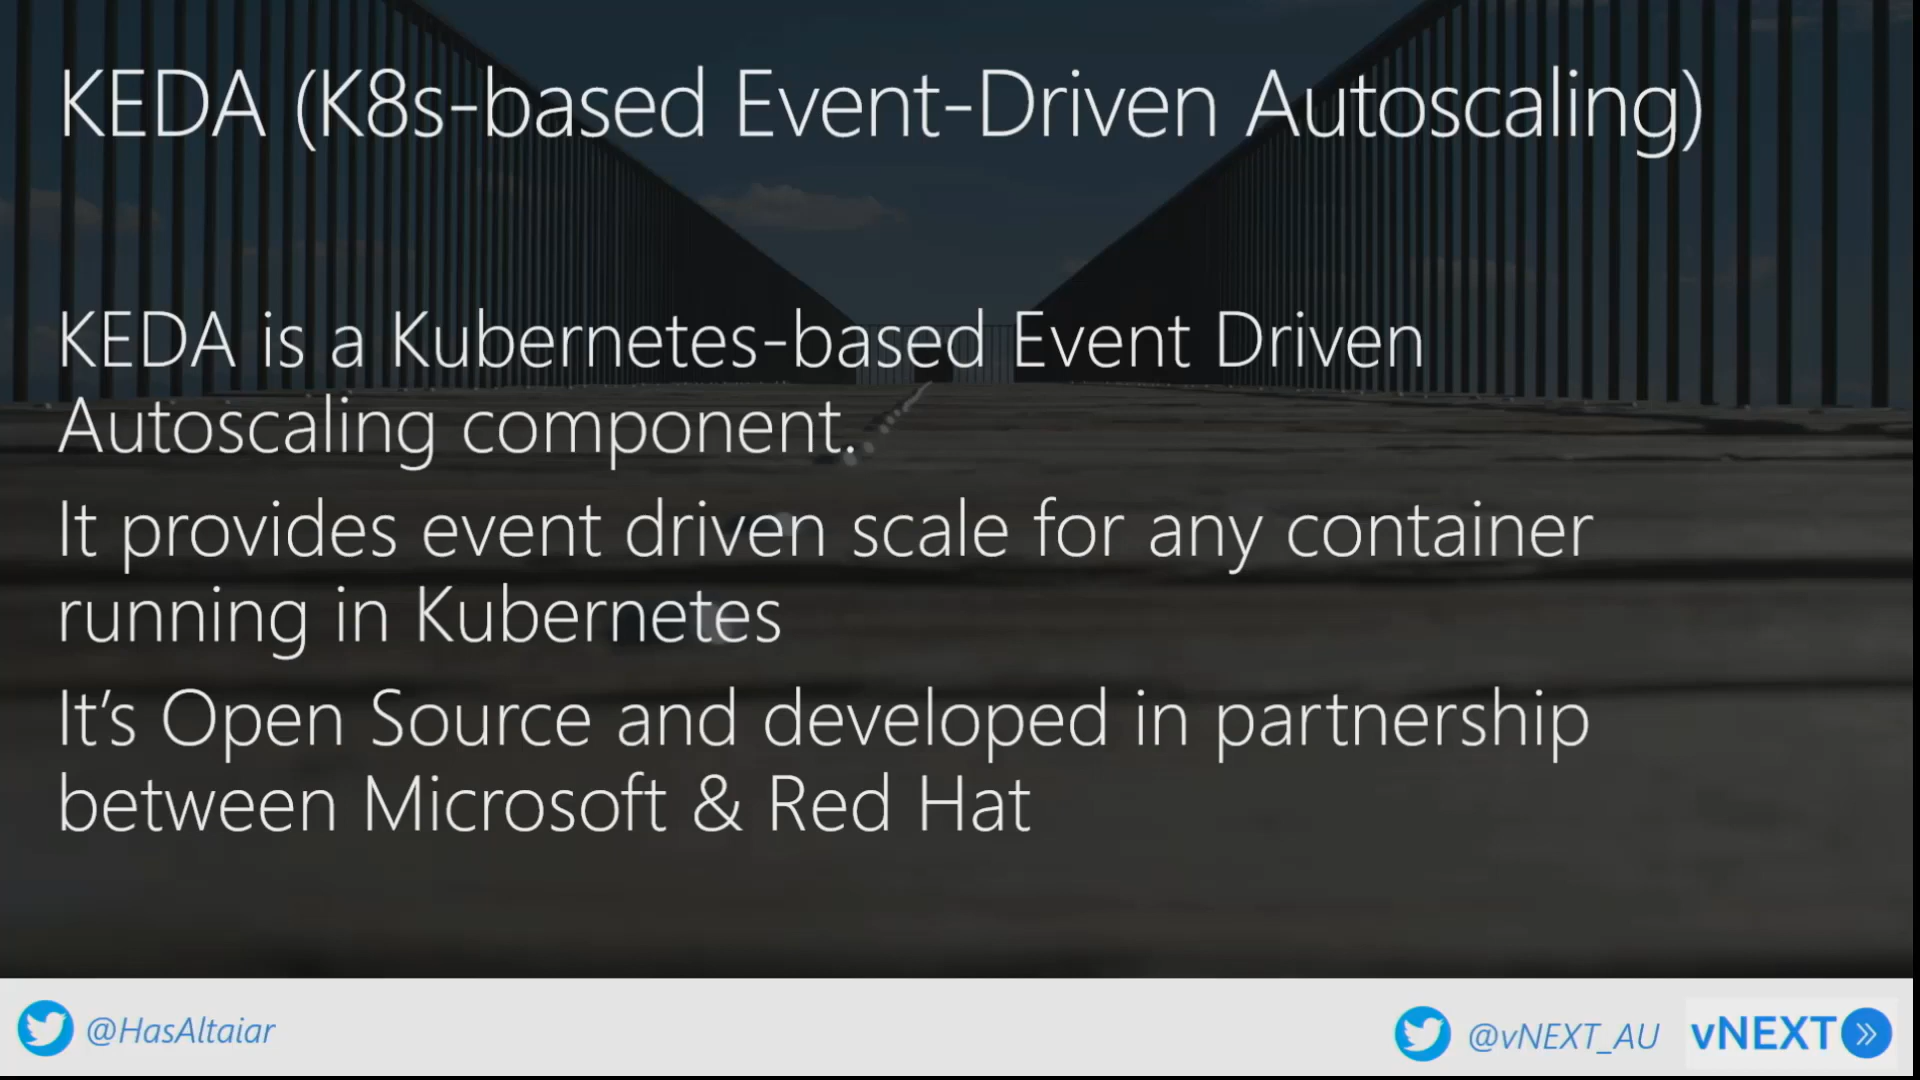 KEDA (K8s-based Event-Driven Autoscaling)
KEDA is a Kubernetes-based Event Driven
Autoscaling component.
It provides event driven scale for any container
running in Kubernetes
It’s Open Source and developed in partnership
between Microsoft & Red Hat
@HasAltaiar
@vNEXT_AU
vNEXT